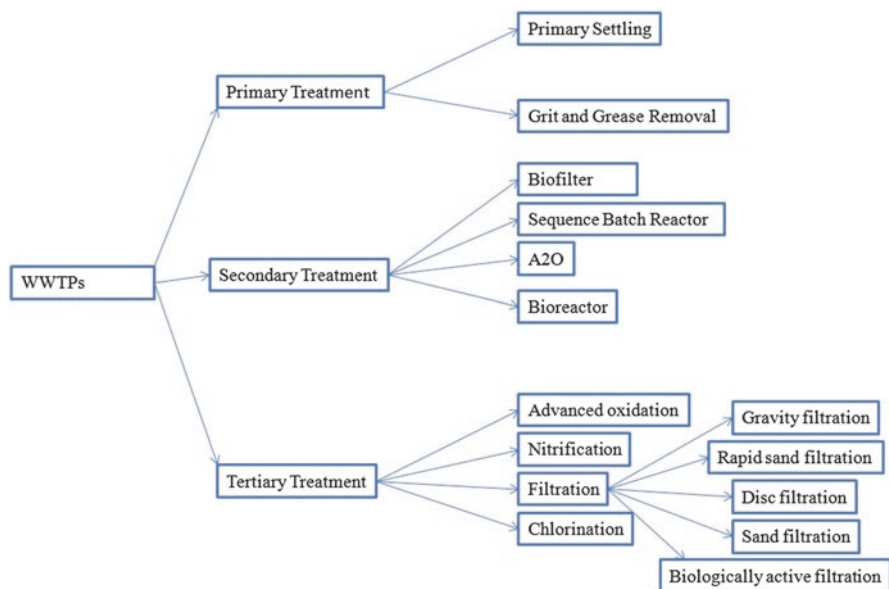 Primary Settling
Primary Treatment
Grit and Grease Removal
Biofilter
Sequence Batch Reactor
A2O
WWTPs
Secondary Treatment
Bioreactor
Advanced oxidation
Gravity filtration
Nitrification
Rapid sand filtration
Tertiary Treatment
Filtration
Disc filtration
Chlorination
Sand filtration
Biologically active filtration